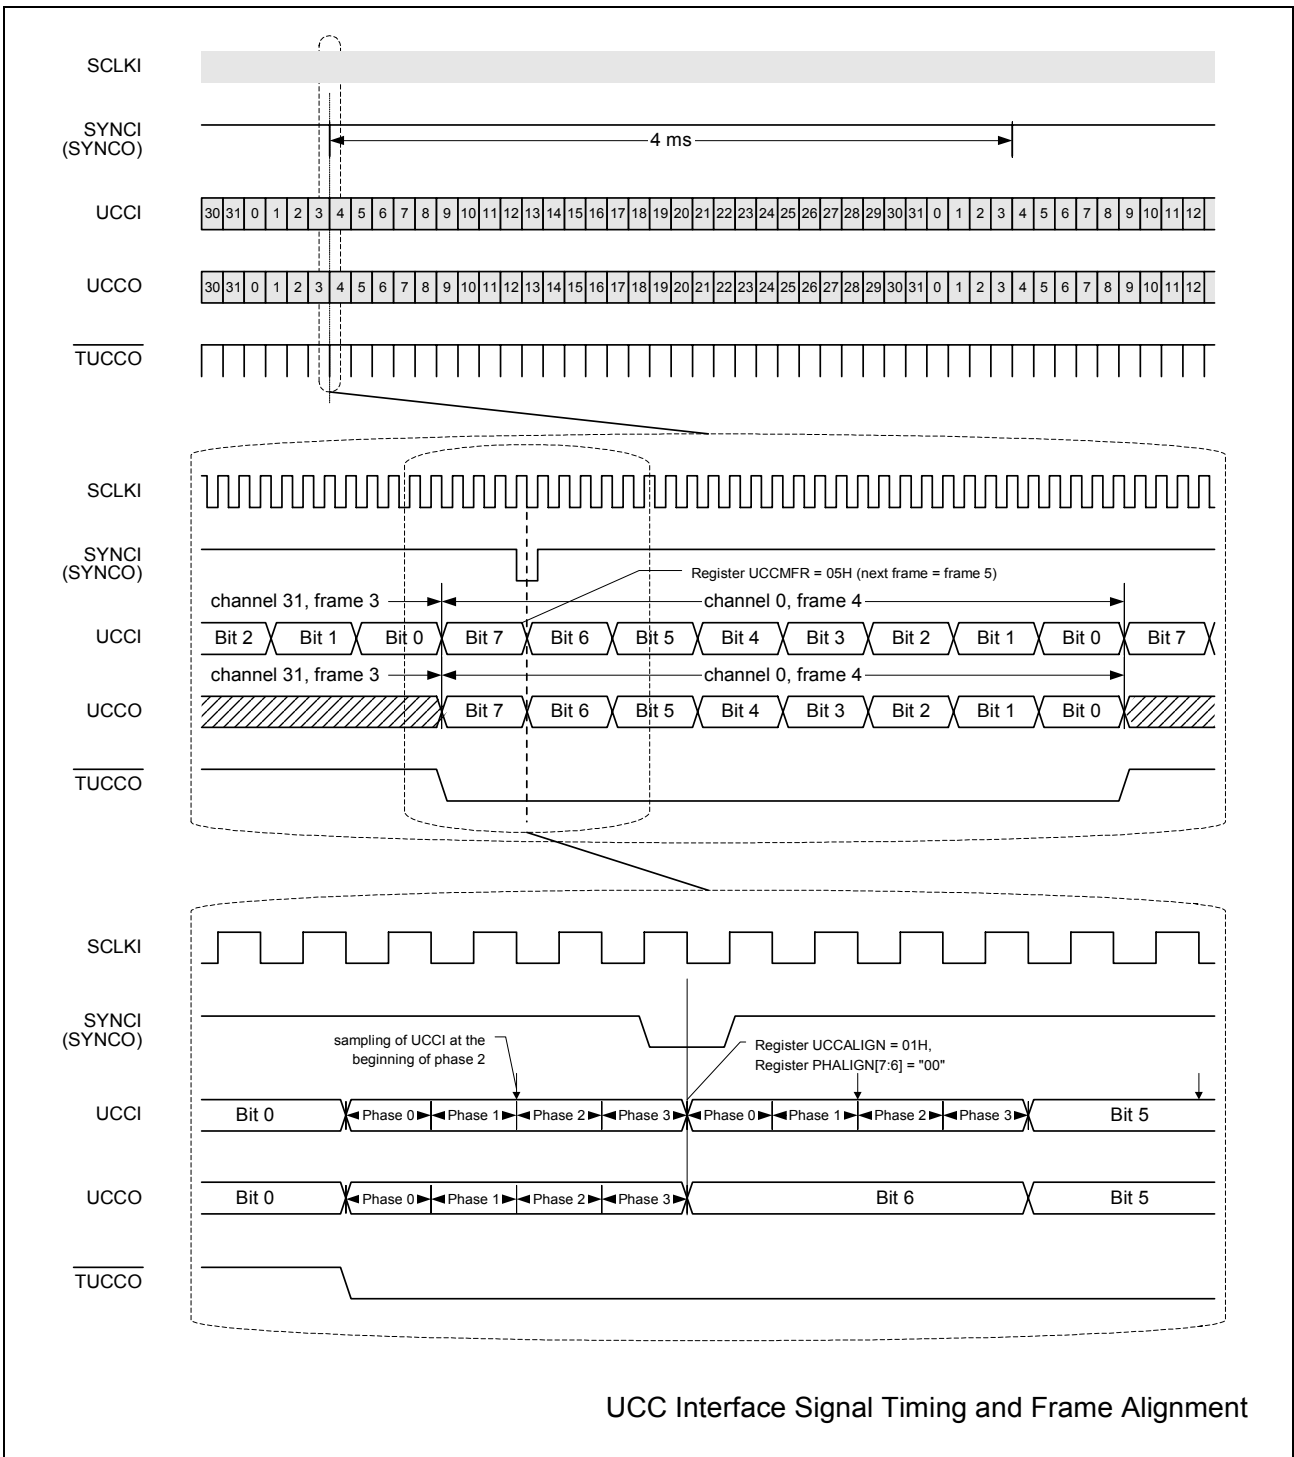 SCLKI
SYNCI
(SYNCO)
4 ms
UCCI 30 31 0 1 2 3 4 5 6 7 8 9 10 11 12 13 14 15 16 17 18 19 20 21 22 23 24 25 26 27 28 29 30 31 0 1 2 3 4 5 6 7 8 9 10 11 12
UCCO 30 31 0 1 2 3 4 5 6 7 8 9 10 11 12 13 14 15 16 17 18 19 20 21 22 23 24 25 26 27 28 29 30 31 0 1 2 3 4 5 6 7 8 9 10 11 12
TUCCO
SCLKI
SYNCI
(SYNCO)
Register UCCMFR = 05H (next frame = frame 5)
channel 31, frame 3 channel 0, frame 4
UCCI Bit 2 Bit 1 Bit 0 Bit 7 Bit 6 Bit 5 Bit 4 Bit 3 Bit 2 Bit 1 Bit 0 Bit 7
channel 31, frame 3 channel 0, frame 4
UCCO Bit 7 Bit 6 Bit 5 Bit 4 Bit 3 Bit 2 Bit 1 Bit 0
TUCCO
SCLKI
SYNCI
(SYNCO)
sampling of UCCI at the
beginning of phase 2
Register UCCALIGN = 01H,
Register PHALIGN[7:6] = "00"
UCCI Bit 0 Phase 0 Phase 1 Phase 2 Phase 3 Phase 0 Phase 1 Phase 2 Phase 3 Bit 5
UCCO Bit 0 Phase 0 Phase 1 Phase 2 Phase 3 Bit 6 Bit 5
TUCCO
UCC Interface Signal Timing and Frame Alignment